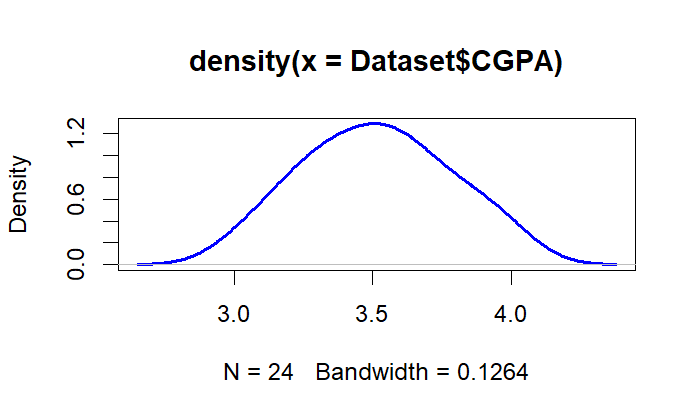 density(x = Dataset$CGPA)
Density
1.2
0.6
0.0
3.0 3.5 4.0
N = 24 Bandwidth = 0.1264